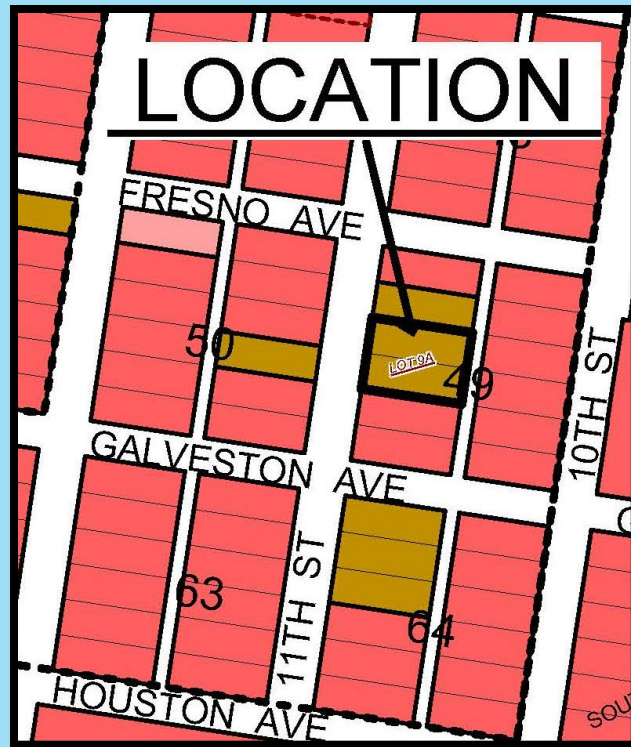 LOCATION
FRESNO AVE
50
LOT 9A
49
10TH ST
GALVESTON AVE
63
11TH ST
64
HOUSTON AVE